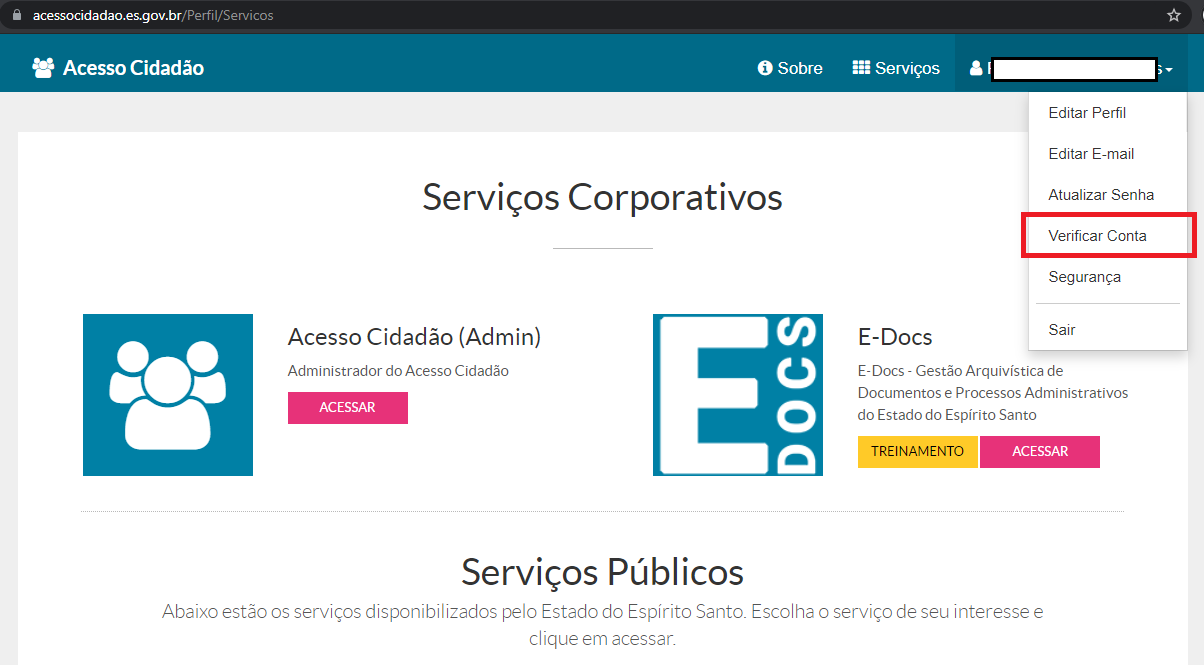 acessocidadao.es.gov.br/Perfil/Servicos
Acesso Cidadão
Sobre
Serviços
Editar Perfil
Editar E-mail
Atualizar Senha
Verificar Conta
Segurança
Sair
Serviços Corporativos
Acesso Cidadão (Admin)
Administrador do Acesso Cidadão
ACESSAR
E DOCS
E-Docs
E-Docs - Gestão Arquivística de
Documentos e Processos Administrativos
do Estado do Espírito Santo
TREINAMENTO
ACESSAR
Serviços Públicos
Abaixo estão os serviços disponibilizados pelo Estado do Espírito Santo. Escolha o serviço de seu interesse e
clique em acessar.